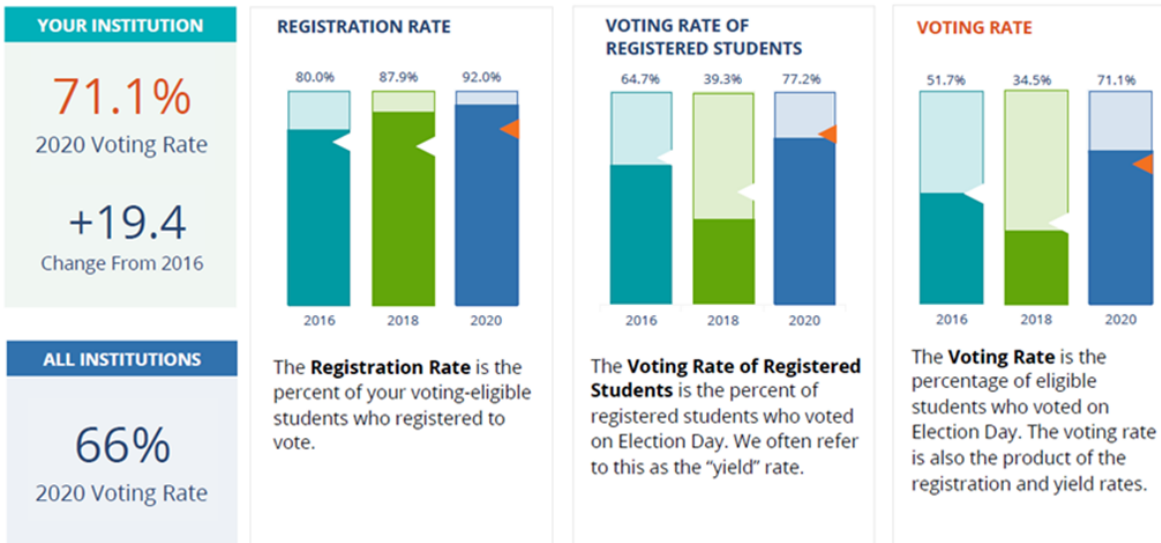 YOUR INSTITUTION
71.1%
2020 Voting Rate
+19.4
Change From 2016
ALL INSTITUTIONS
66%
2020 Voting Rate
REGISTRATION RATE
80.0% 87.9% 92.0%
2016 2018 2020
The Registration Rate is the
percent of your voting-eligible
students who registered to
vote.
VOTING RATE OF
REGISTERED STUDENTS
64.7% 39.3% 77.2%
2016 2018 2020
The Voting Rate of Registered
Students is the percent of
registered students who voted
on Election Day. We often refer
to this as the “yield” rate.
VOTING RATE
51.7% 34.5% 71.1%
2016 2018 2020
The Voting Rate is the
percentage of eligible
students who voted on
Election Day. The voting rate
is also the product of the
registration and yield rates.